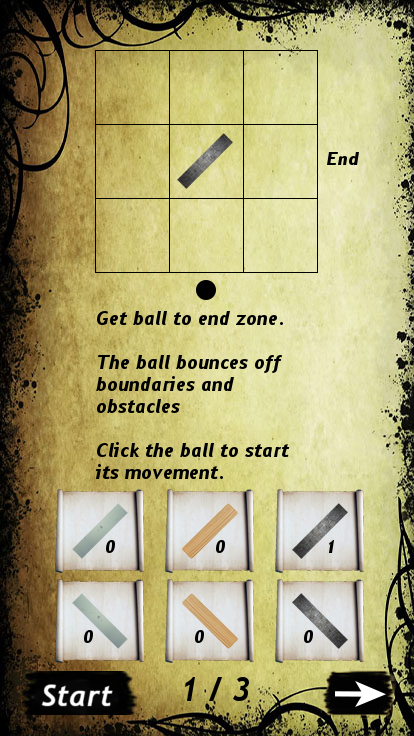 End
Get ball to end zone.
The ball bounces off
boundaries and
obstacles
Click the ball to start
its movement.
0 0 1
0 0 0
Start 1 / 3